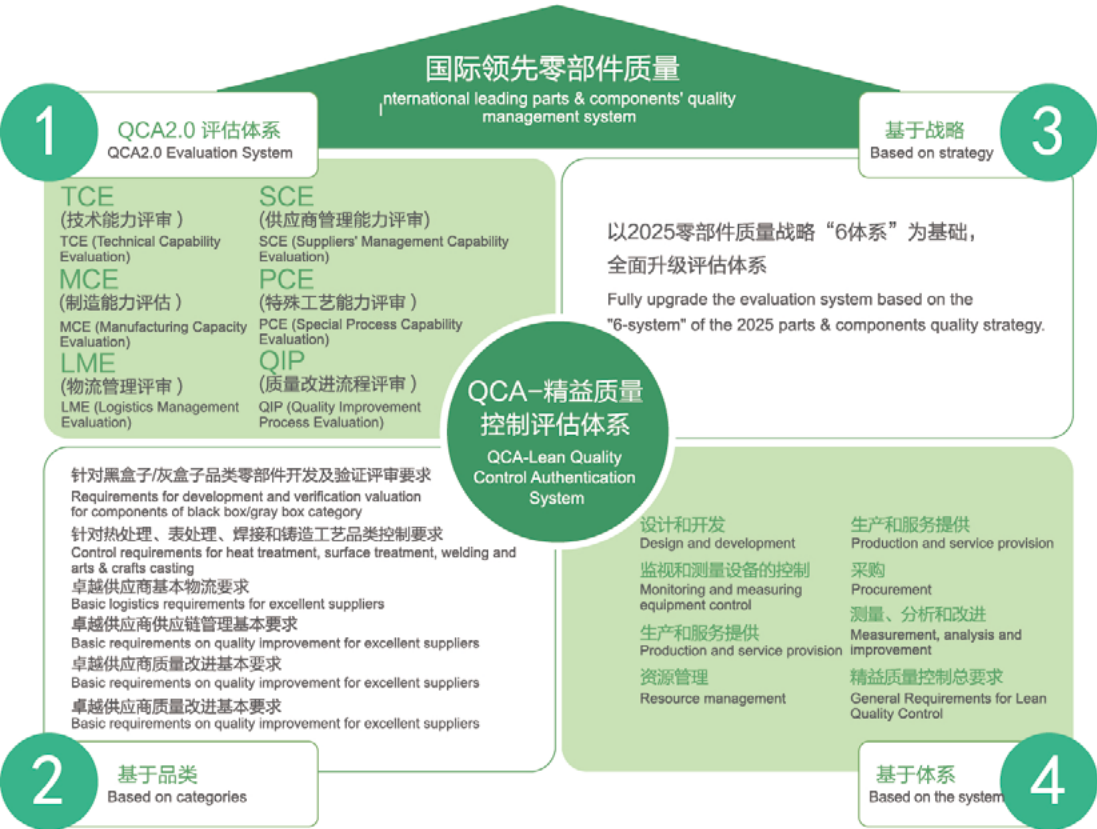 国际领先零部件质量
International leading parts & components' quality
management system
1
QCA2.0 评估体系
QCA2.0 Evaluation System
TCE
(技术能力评审 )
TCE (Technical Capability
Evaluation)
SCE
(供应商管理能力评审)
SCE (Suppliers' Management Capability
Evaluation)
MCE
(制造能力评估 )
MCE (Manufacturing Capacity
Evaluation)
PCE
(特殊工艺能力评审 )
PCE (Special Process Capability
Evaluation)
LME
(物流管理评审 )
LME (Logistics Management
Evaluation)
QIP
(质量改进流程评审 )
QIP (Quality Improvement
Process Evaluation)
3
基于战略
Based on strategy
以2025零部件质量战略“6体系”为基础，
全面升级评估体系
Fully upgrade the evaluation system based on the
"6-system" of the 2025 parts & components quality strategy.
QCA-精益质量
控制评估体系
QCA-Lean Quality
Control Authentication
System
针对黑盒子/灰盒子品类零部件开发及验证评审要求
Requirements for development and verification valuation
for components of black box/gray box category
针对热处理、表处理、焊接和铸造工艺品类控制要求
Control requirements for heat treatment, surface treatment, welding and
arts & crafts casting
卓越供应商基本物流要求
Basic logistics requirements for excellent suppliers
卓越供应商供应链管理基本要求
Basic requirements on quality improvement for excellent suppliers
卓越供应商质量改进基本要求
Basic requirements on quality improvement for excellent suppliers
卓越供应商质量改进基本要求
Basic requirements on quality improvement for excellent suppliers
2
基于品类
Based on categories
设计和开发
Design and development
监视和测量设备的控制
Monitoring and measuring
equipment control
生产和服务提供
Production and service provision
资源管理
Resource management
生产和服务提供
Production and service provision
采购
Procurement
测量、分析和改进
Measurement, analysis and
improvement
精益质量控制总要求
General Requirements for Lean
Quality Control
基于体系
Based on the system
4